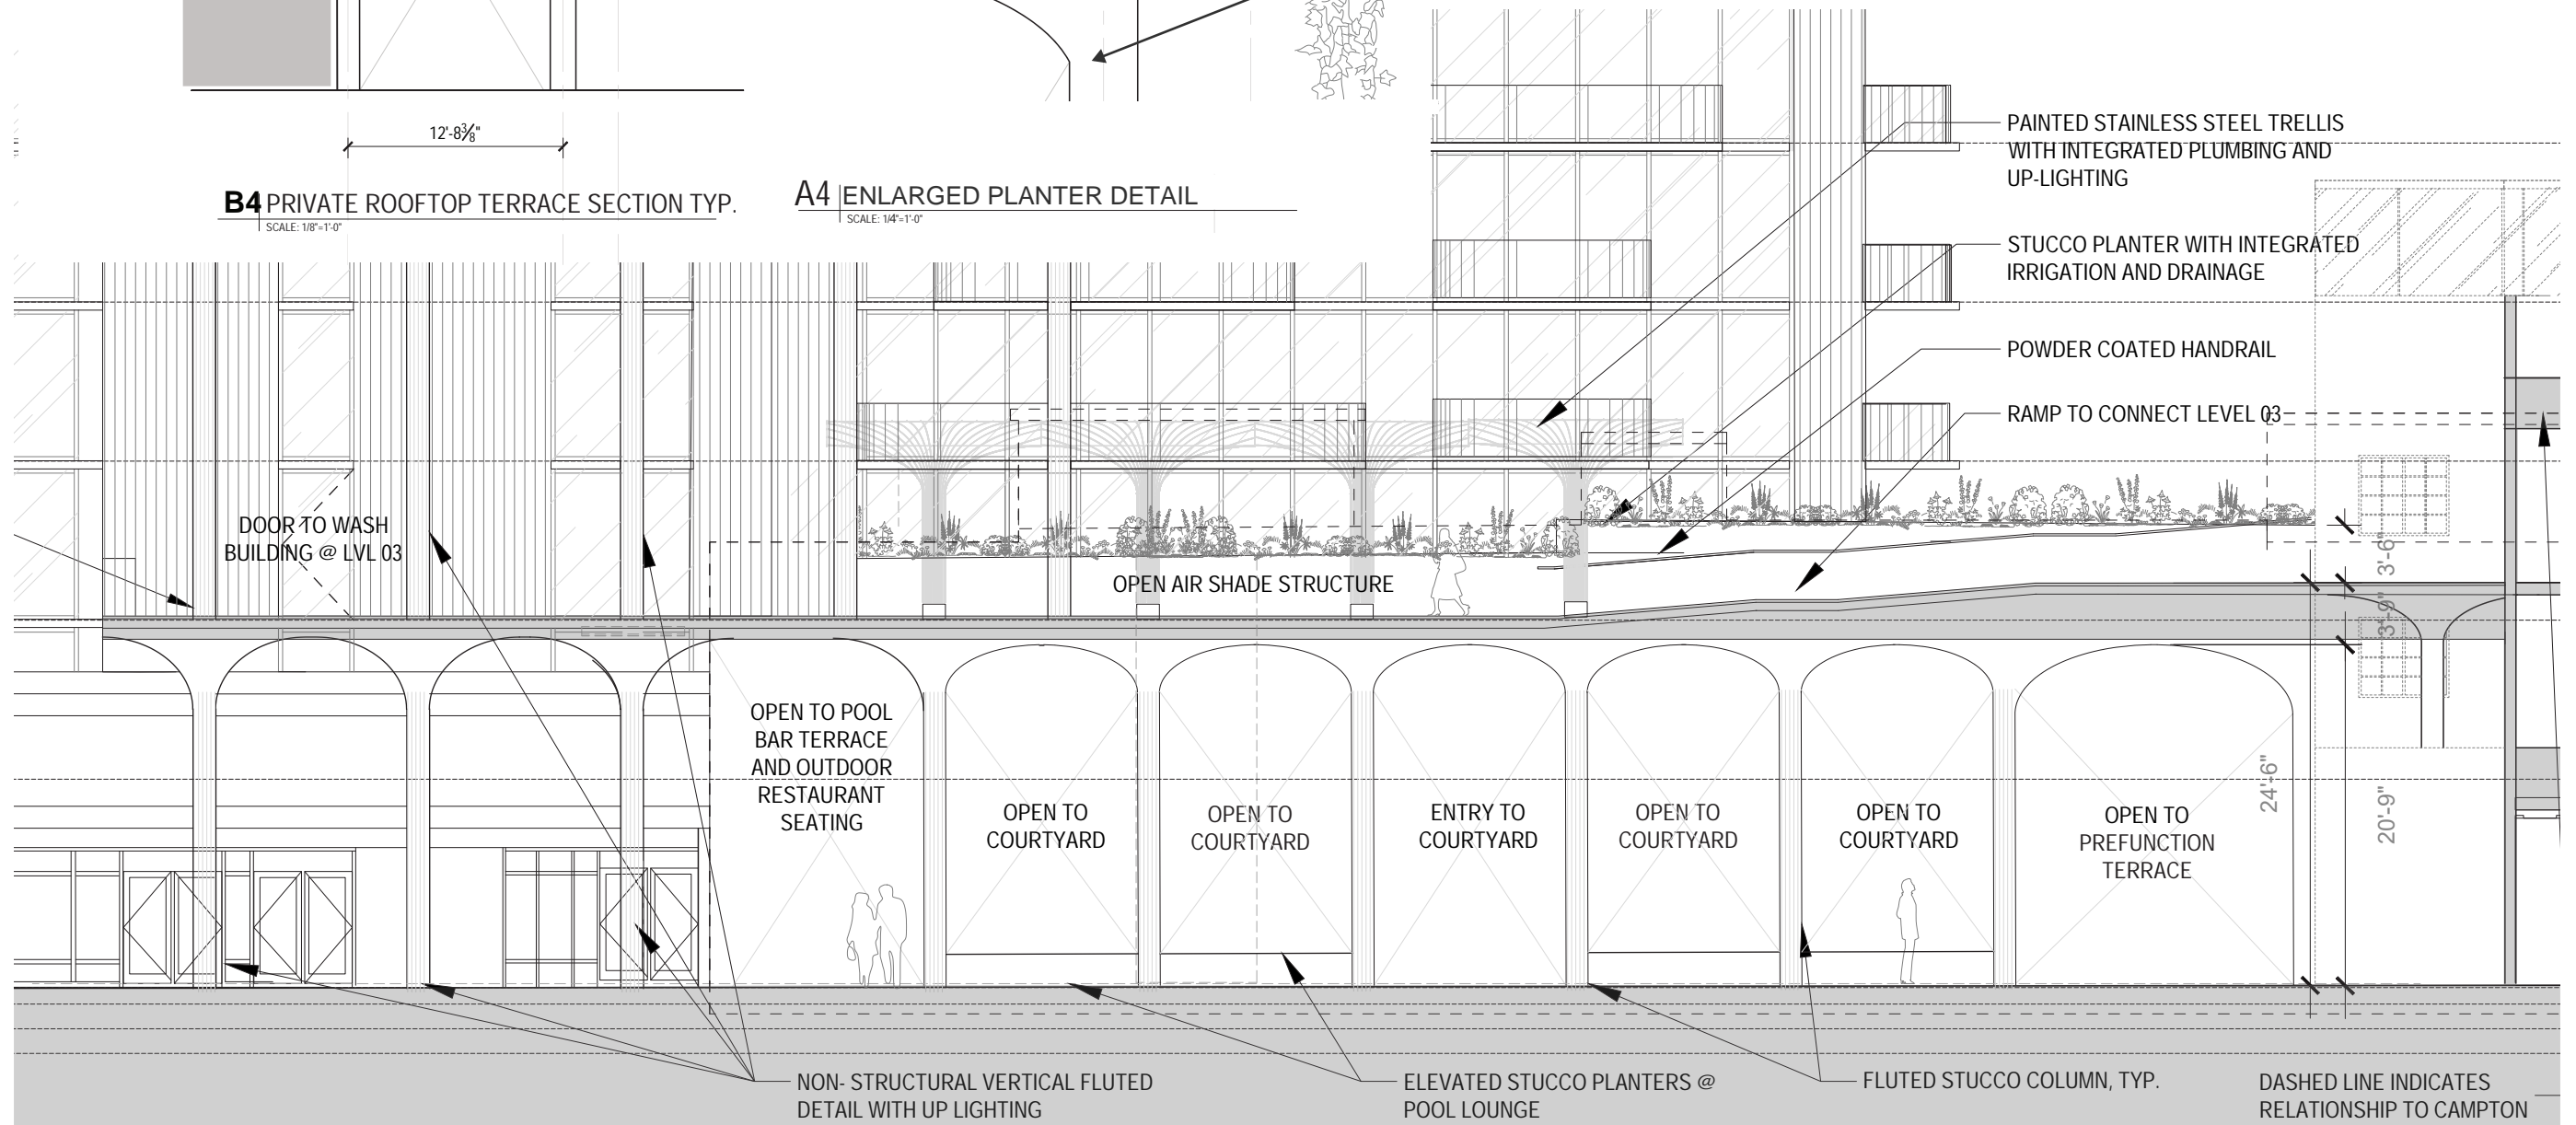 12'-8⅜"
B4 PRIVATE ROOFTOP TERRACE SECTION TYP.
SCALE: 1/8"=1'-0"
A4 ENLARGED PLANTER DETAIL
SCALE: 1/4"=1'-0"
PAINTED STAINLESS STEEL TRELLIS
WITH INTEGRATED PLUMBING AND
UP-LIGHTING
STUCCO PLANTER WITH INTEGRATED
IRRIGATION AND DRAINAGE
POWDER COATED HANDRAIL
RAMP TO CONNECT LEVEL 03
DOOR TO WASH
BUILDING @ LVL 03
OPEN AIR SHADE STRUCTURE
3'-6"
3'-9"
24'-6"
20'-9"
OPEN TO POOL
BAR TERRACE
AND OUTDOOR
RESTAURANT
SEATING
OPEN TO
COURTYARD
OPEN TO
COURTYARD
ENTRY TO
COURTYARD
OPEN TO
COURTYARD
OPEN TO
COURTYARD
OPEN TO
PREFUNCTION
TERRACE
NON- STRUCTURAL VERTICAL FLUTED
DETAIL WITH UP LIGHTING
ELEVATED STUCCO PLANTERS @
POOL LOUNGE
FLUTED STUCCO COLUMN, TYP.
DASHED LINE INDICATES
RELATIONSHIP TO CAMPTON